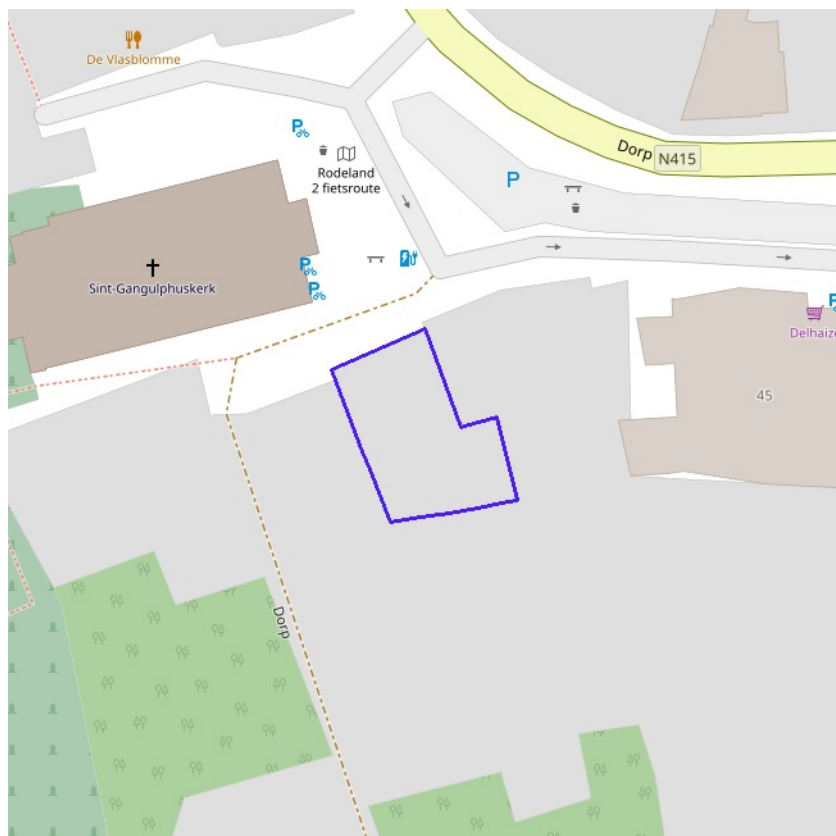 De Vlasblomme
P
Rodeland
2 fietsroute
Dorp
N415
P
Sint-Gangulphuskerk
P
P
P
Delhaize
45
Dorp